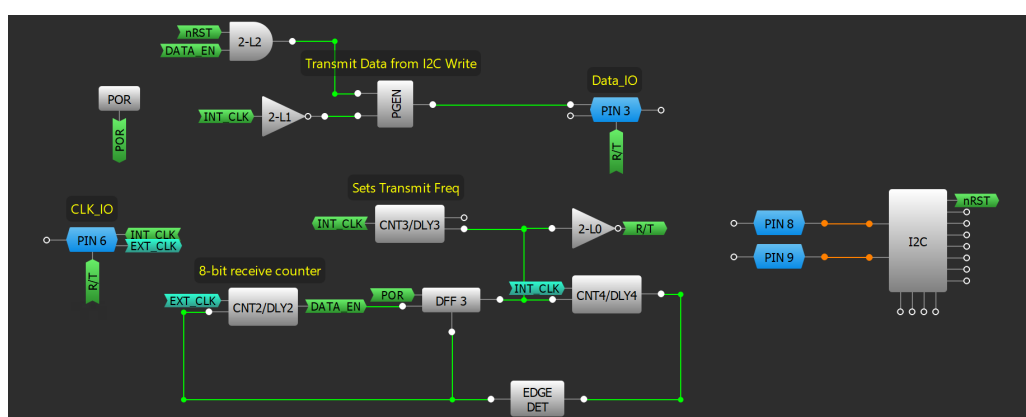 nRST
DATA_EN
2-L2
Transmit Data from I2C Write
Data_IO
POR
POR
INT_CLK
2-L1
PGEN
PIN 3
R/T
Sets Transmit Freq
CLK_IO
INT_CLK
CNT3/DLY3
2-L0
R/T
nRST
PIN 8
I2C
PIN 9
PIN 6
INT_CLK
EXT_CLK
R/T
8-bit receive counter
EXT_CLK
CNT2/DLY2
DATA_EN
POR
DFF 3
INT_CLK
CNT4/DLY4
EDGE
DET